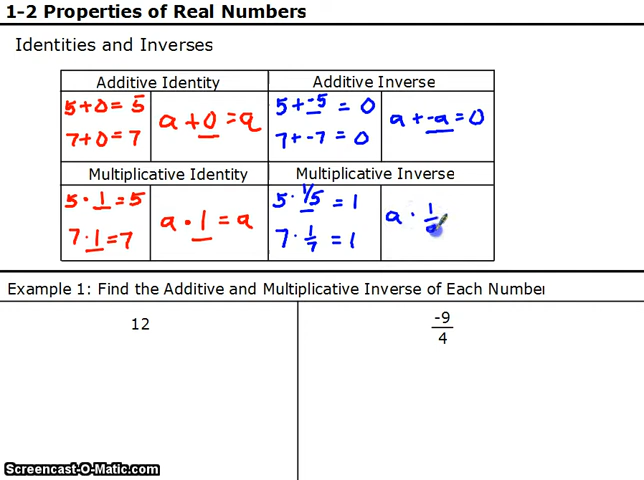 1-2 Properties of Real Numbers
Identities and Inverses
Additive Identity
Additive Inverse
5+0=5
7+0=7
a+0=a
5+-5=0
7+-7=0
a+-a=0
Multiplicative Identity
Multiplicative Inverse
5·1=5
7·1=7
a·1=a
5·1/5=1
7·1/7=1
a·1/a
Example 1: Find the Additive and Multiplicative Inverse of Each Number
12
-9
4
Screencast-O-Matic.com